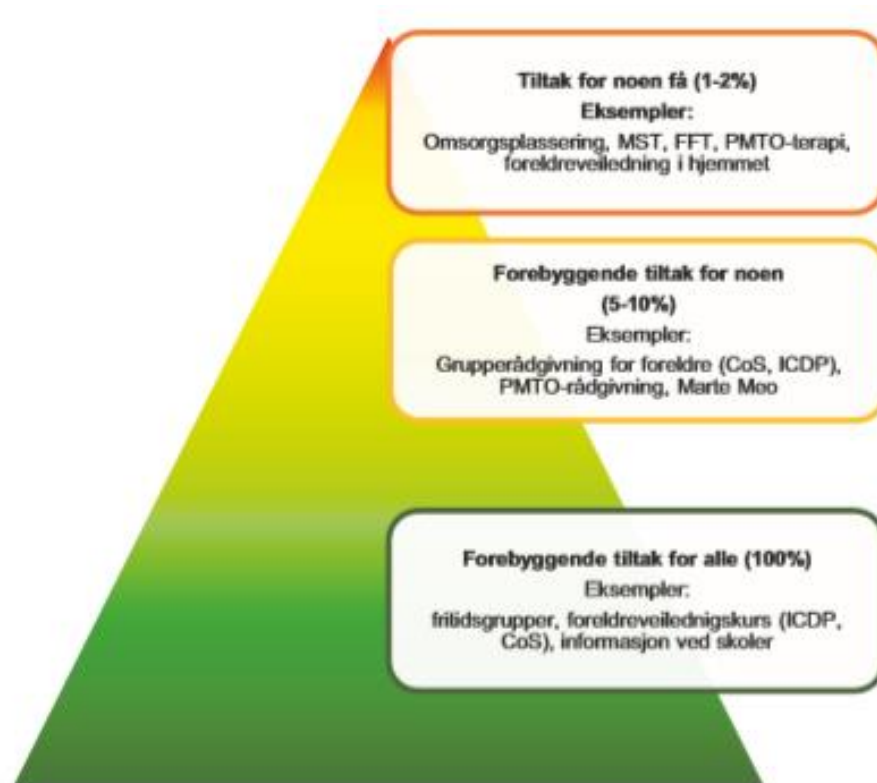 Tiltak for noen få (1-2%)
Eksempler:
Omsorgsplassering, MST, FFT, PMTO-terapi,
foreldreveiledning i hjemmet
Forebyggende tiltak for noen
(5-10%)
Eksempler:
Grupperådgivning for foreldre (CoS, ICDP),
PMTO-rådgivning, Marte Meo
Forebyggende tiltak for alle (100%)
Eksempler:
fritidsgrupper, foreldreveilednigskurs (ICDP,
CoS), informasjon ved skoler